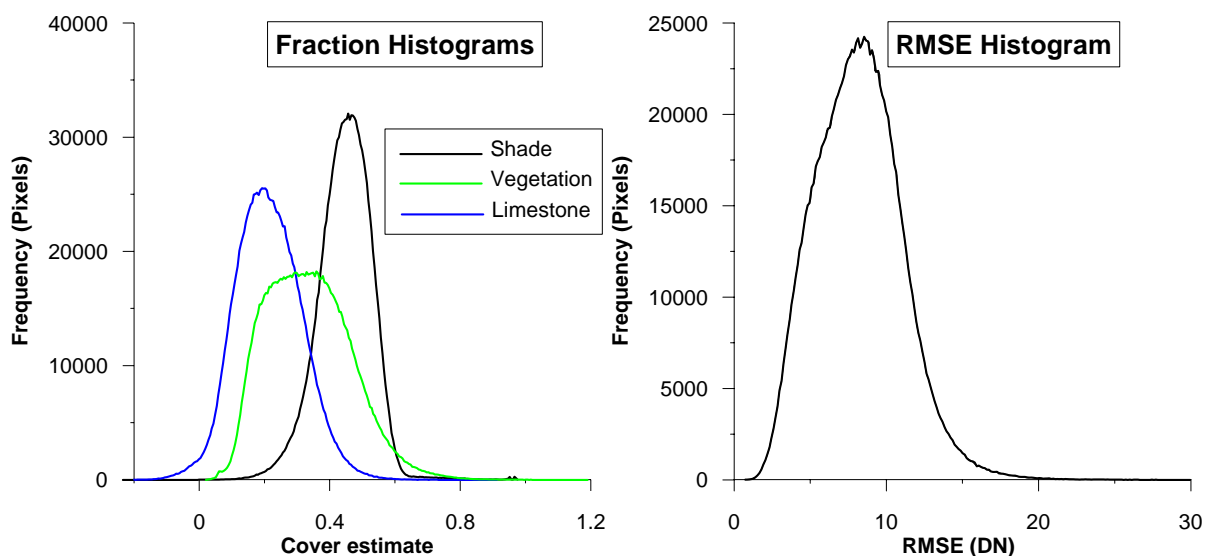 Fraction Histograms
Frequency (Pixels)
40000
30000
20000
10000
0
Shade
Vegetation
Limestone
0
0.4
0.8
1.2
Cover estimate
RMSE Histogram
Frequency (Pixels)
25000
20000
15000
10000
5000
0
0
10
20
30
RMSE (DN)